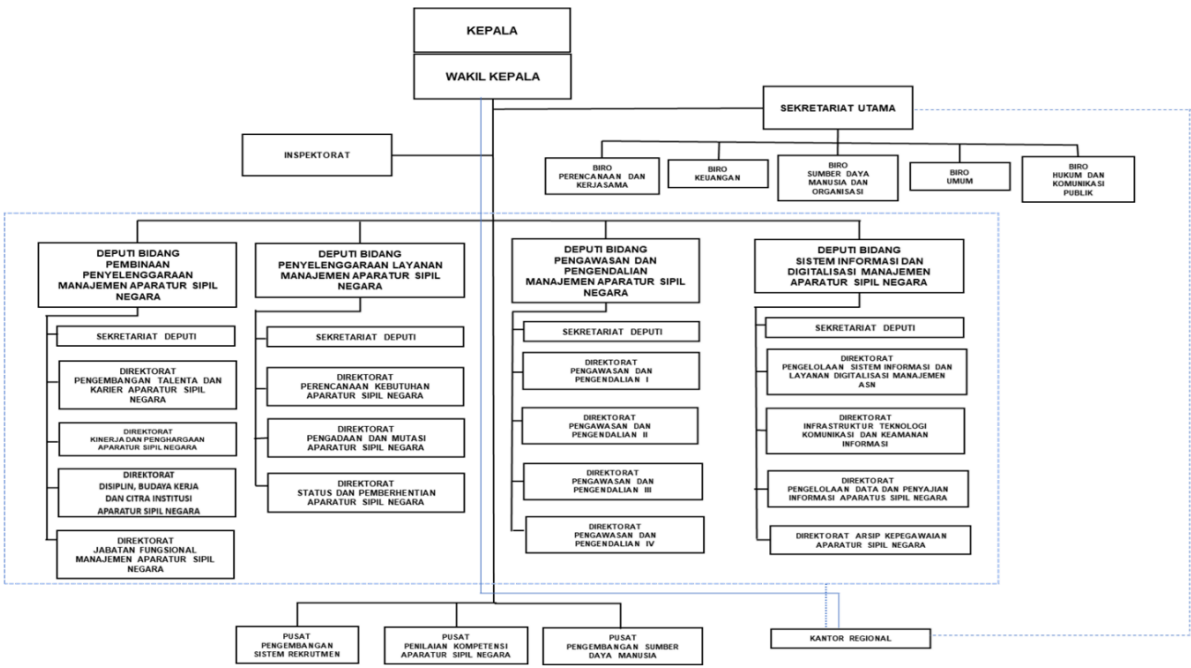 KEPALA
WAKIL KEPALA
SEKRETARIAT UTAMA
INSPEKTORAT
BIRO
PERENCANAAN DAN
KERJASAMA
BIRO
KEUANGAN
BIRO
SUMBER DAYA
MANUSIA DAN
ORGANISASI
BIRO
UMUM
BIRO
HUKUM DAN
KOMUNIKASI
PUBLIK
DEPUTI BIDANG
PEMBINAAN
PENYELENGGARAAN
MANAJEMEN APARATUR SIPIL
NEGARA
SEKRETARIAT DEPUTI
DIREKTORAT
PENGEMBANGAN TALENTA DAN
KARIER APARATUR SIPIL
NEGARA
DIREKTORAT
KINERJA DAN PENGHARGAAN
APARATUR SIPIL NEGARA
DIREKTORAT
DISIPLIN, BUDAYA KERJA
DAN CITRA INSTITUSI
APARATUR SIPIL NEGARA
DIREKTORAT
JABATAN FUNGSIONAL
MANAJEMEN APARATUR SIPIL
NEGARA
DEPUTI BIDANG
PENYELENGGARAAN LAYANAN
MANAJEMEN APARATUR SIPIL
NEGARA
SEKRETARIAT DEPUTI
DIREKTORAT
PERENCANAAN KEBUTUHAN
APARATUR SIPIL NEGARA
DIREKTORAT
PENGADAAN DAN MUTASI
APARATUR SIPIL NEGARA
DIREKTORAT
STATUS DAN PEMBERHENTIAN
APARATUR SIPIL NEGARA
DEPUTI BIDANG
PENGAWASAN DAN
PENGENDALIAN
MANAJEMEN APARATUR SIPIL
NEGARA
SEKRETARIAT DEPUTI
DIREKTORAT
PENGAWASAN DAN
PENGENDALIAN I
DIREKTORAT
PENGAWASAN DAN
PENGENDALIAN II
DIREKTORAT
PENGAWASAN DAN
PENGENDALIAN III
DIREKTORAT
PENGAWASAN DAN
PENGENDALIAN IV
DEPUTI BIDANG
SISTEM INFORMASI DAN
DIGITALISASI MANAJEMEN
APARATUR SIPIL NEGARA
SEKRETARIAT DEPUTI
DIREKTORAT
PENGELOLAAN SISTEM INFORMASI DAN
LAYANAN DIGITALISASI MANAJEMEN
ASN
DIREKTORAT
INFRASTRUKTUR TEKNOLOGI
KOMUNIKASI DAN KEAMANAN
INFORMASI
DIREKTORAT
PENGELOLAAN DATA DAN PENYAJIAN
INFORMASI APARATUS SIPIL NEGARA
DIREKTORAT ARSIP KEPEGAWAIAN
APARATUR SIPIL NEGARA
PUSAT
PENGEMBANGAN
SISTEM REKRUTMEN
PUSAT
PENILAIAN KOMPETENSI
APARATUR SIPIL NEGARA
PUSAT
PENGEMBANGAN SUMBER
DAYA MANUSIA
KANTOR REGIONAL